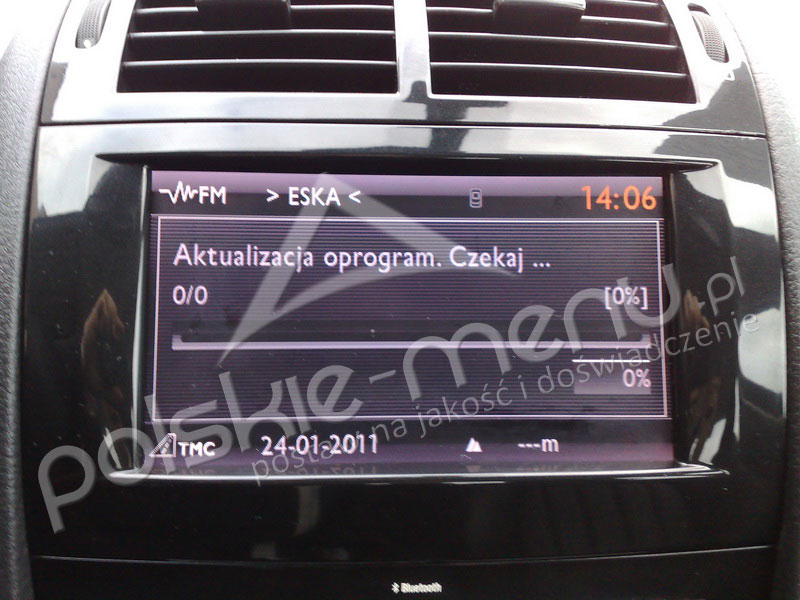 FM > ESKA < 14:06
Aktualizacja oprogram. Czekaj ...
0/0 [0%]
0%
TMC 24-01-2011 ---m
polskie-menu.pl
postaw na jakość i doświadczenie
Bluetooth